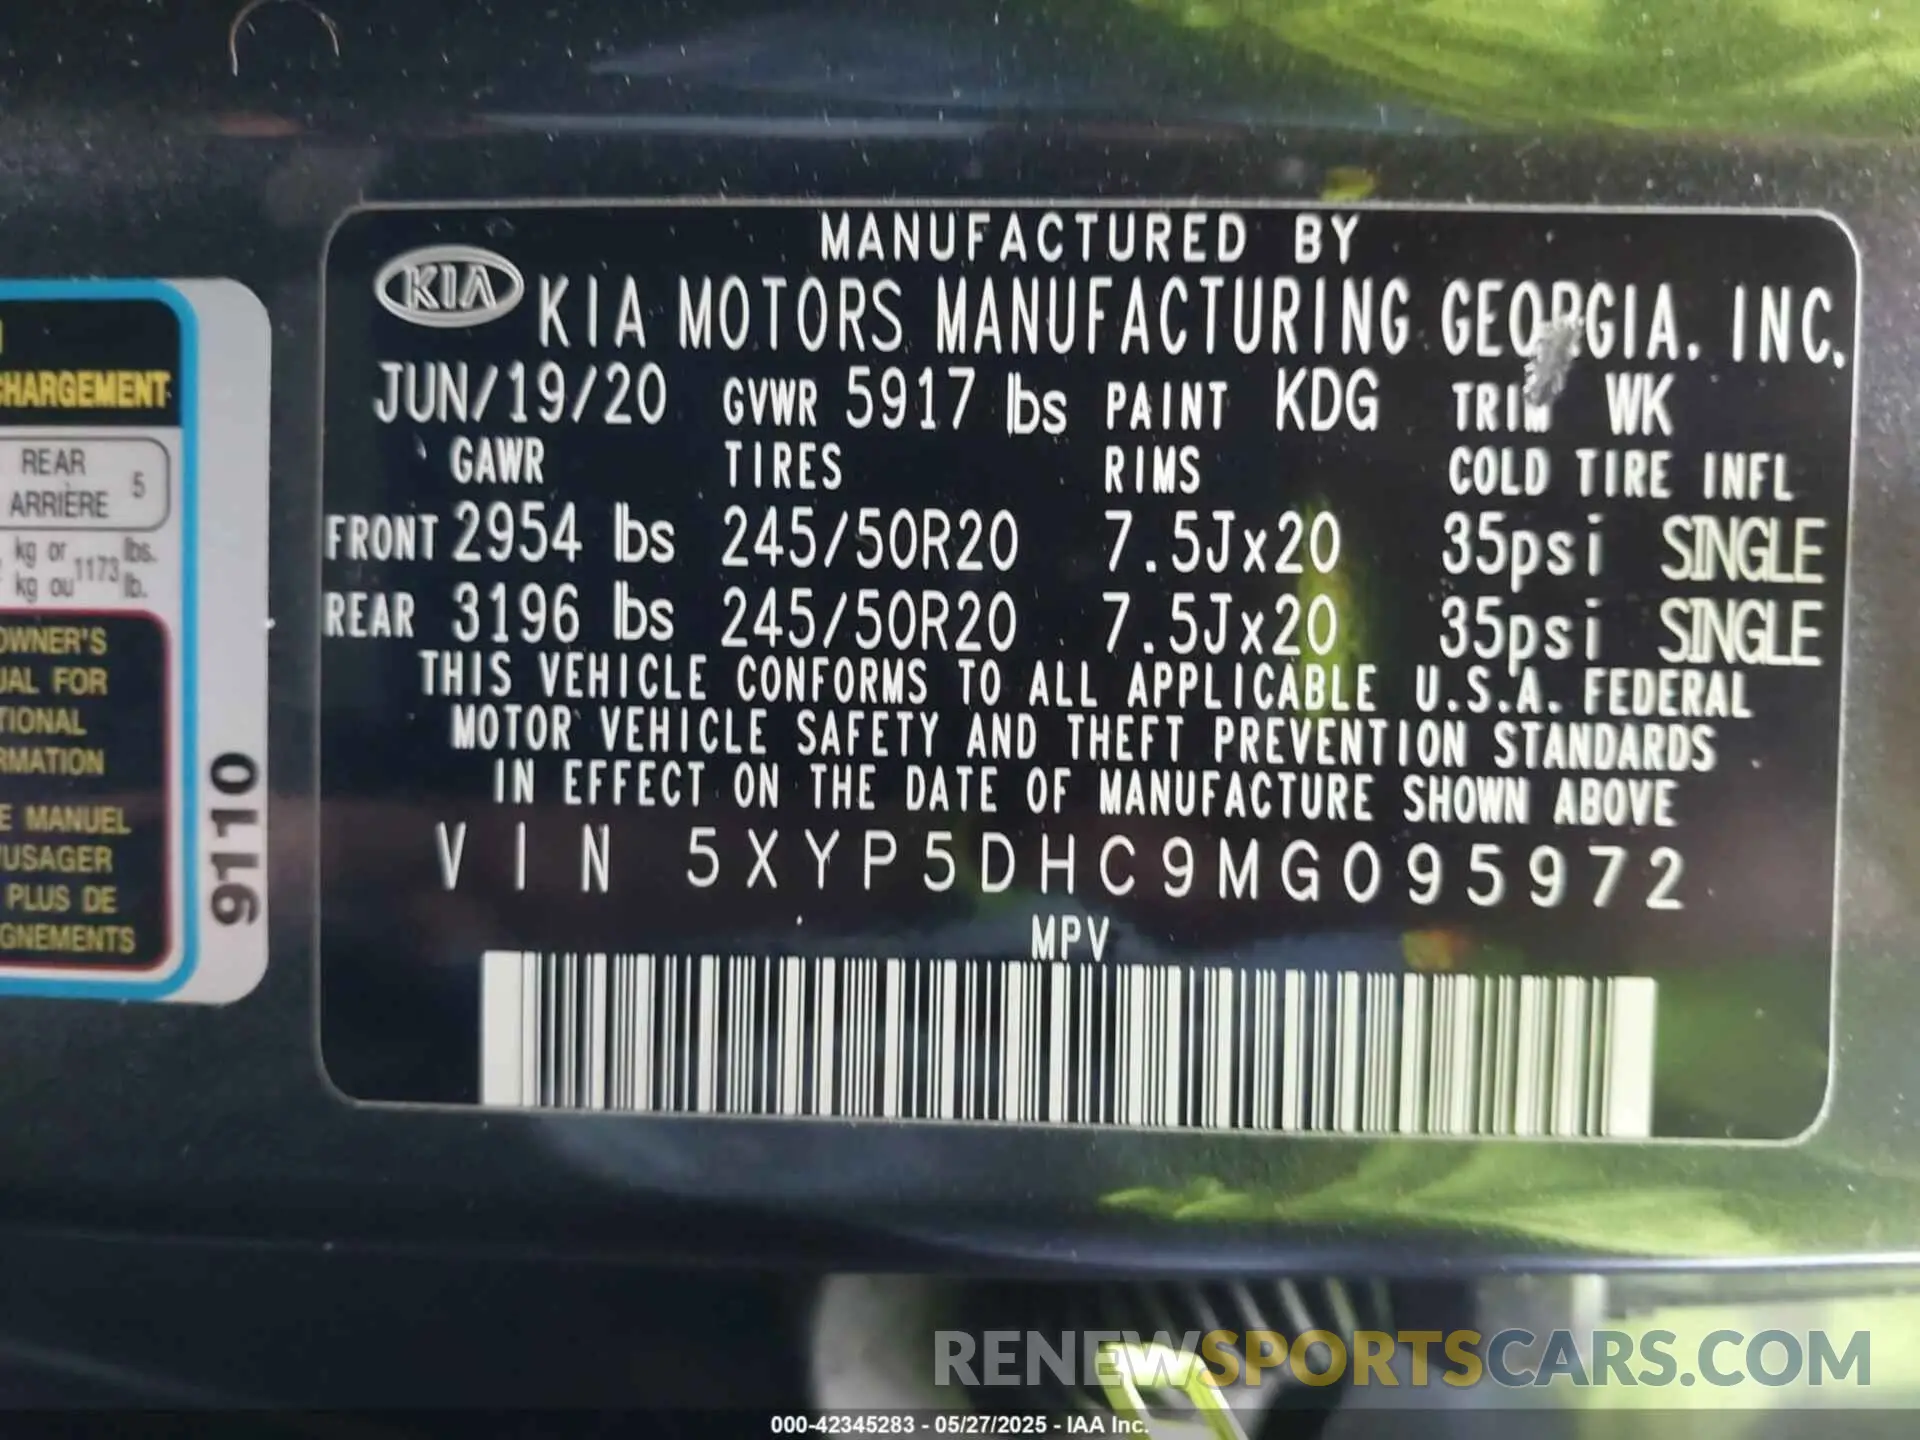 MANUFACTURED BY
KIA KIA MOTORS MANUFACTURING GEORGIA, INC.
JUN/19/20 GVWR 5917 lbs PAINT KDG TRIM WK
GAWR TIRES RIMS COLD TIRE INFL
FRONT 2954 lbs 245/50R20 7.5Jx20 35psi SINGLE
REAR 3196 lbs 245/50R20 7.5Jx20 35psi SINGLE
THIS VEHICLE CONFORMS TO ALL APPLICABLE U.S.A. FEDERAL
MOTOR VEHICLE SAFETY AND THEFT PREVENTION STANDARDS
IN EFFECT ON THE DATE OF MANUFACTURE SHOWN ABOVE
VIN 5XYP5DHC9MG095972
MPV
CHARGEMENT
REAR
ARRIÈRE 5
kg or 1173 lbs.
kg ou lb.
OWNER'S
UAL FOR
TIONAL
RMATION
E MANUEL
'USAGER
PLUS DE
GNEMENTS
9110
RENEWSPORTSCARS.COM
000-42345283 - 05/27/2025 - IAA Inc.